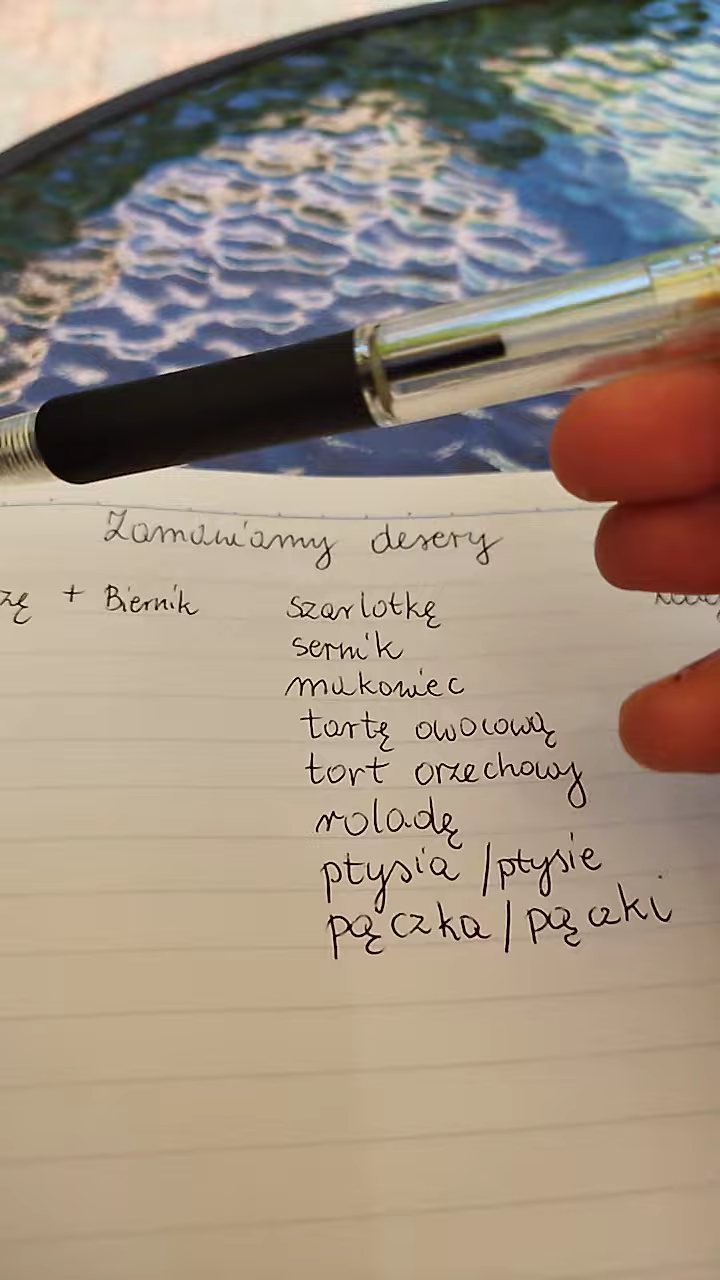 Zamawiamy desery
+ Biernik szarlotkę
sernik
makowiec
tartę owocową
tort orzechowy
roladę
ptysia / ptysie
pączka / pączki